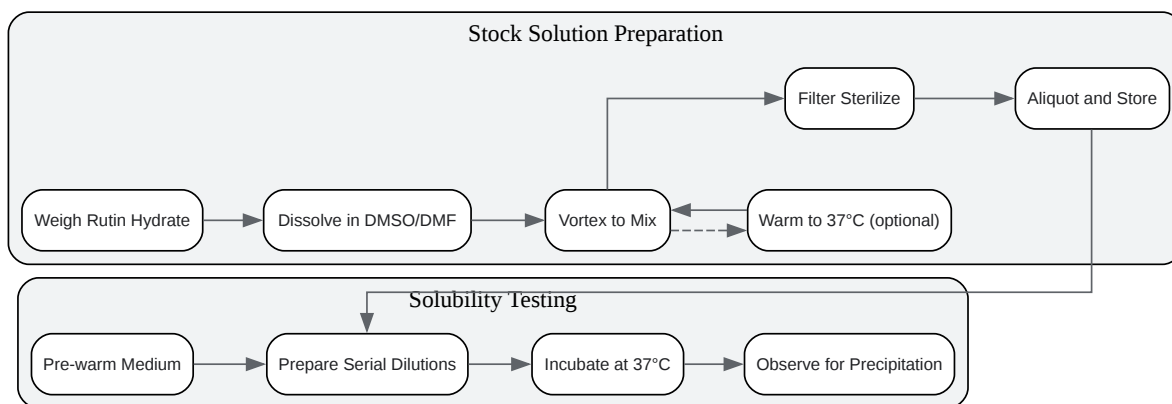 Stock Solution Preparation
Filter Sterilize
Aliquot and Store
Weigh Rutin Hydrate
Dissolve in DMSO/DMF
Vortex to Mix
Warm to 37°C (optional)
Solubility Testing
Pre-warm Medium
Prepare Serial Dilutions
Incubate at 37°C
Observe for Precipitation